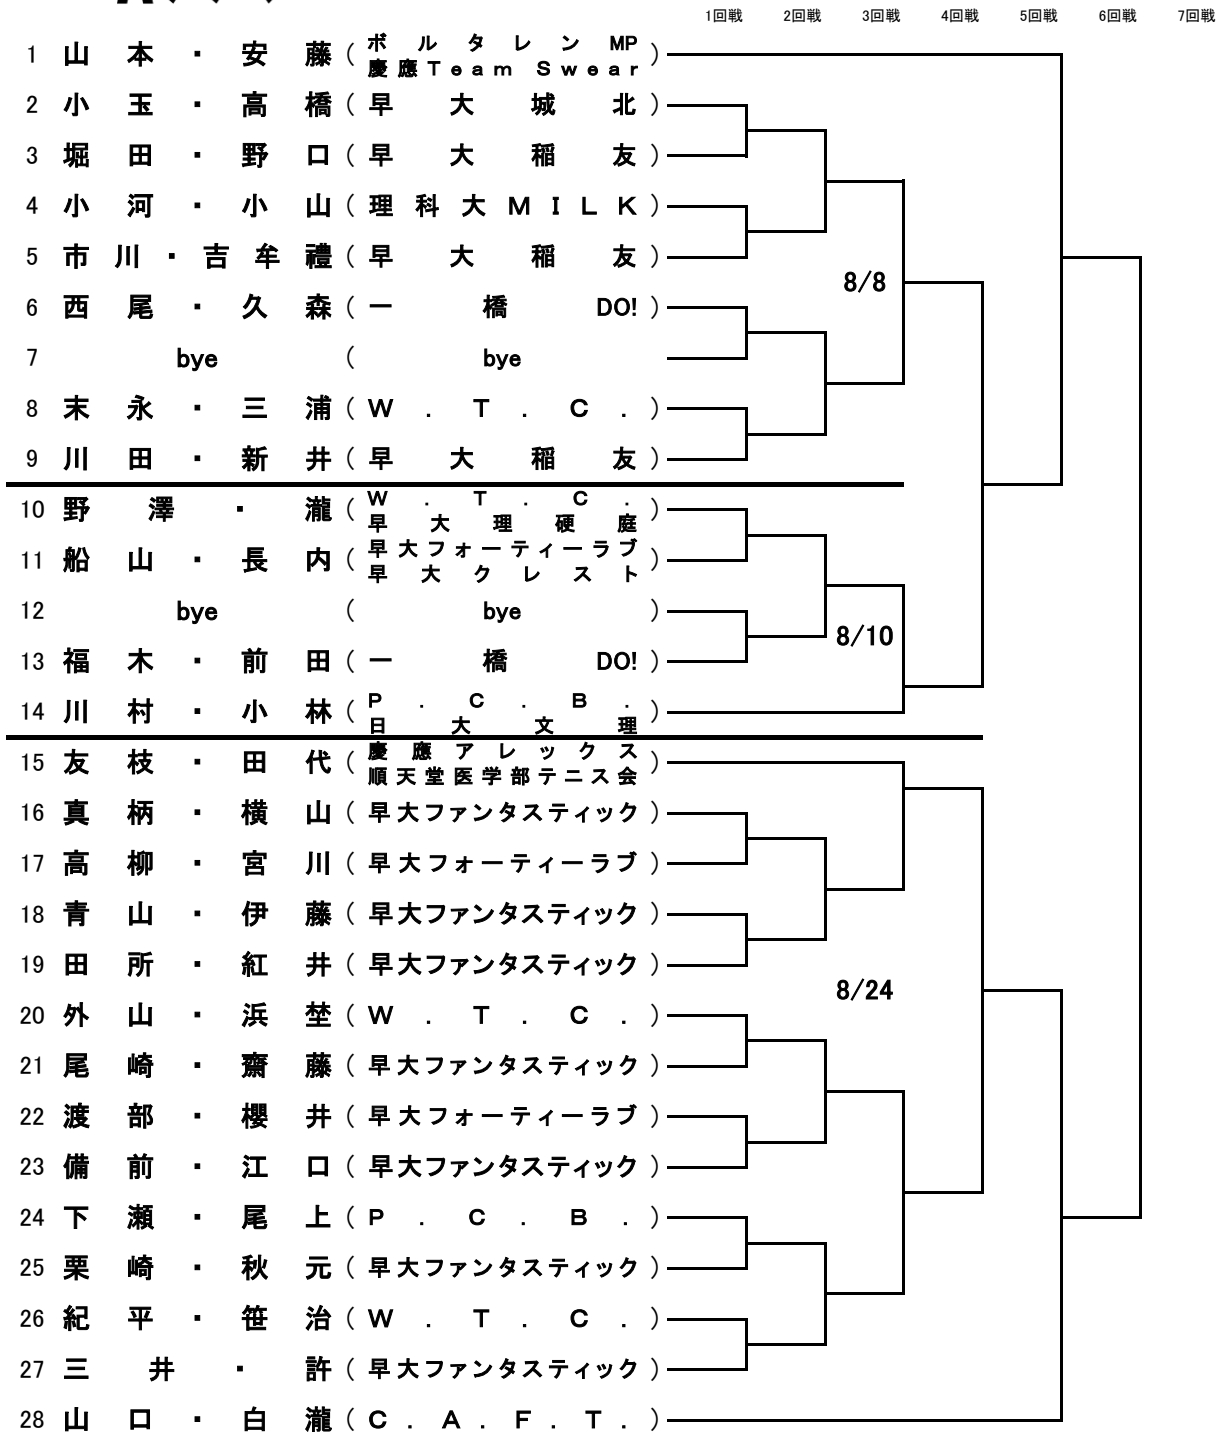 1回戦 2回戦 3回戦 4回戦 5回戦 6回戦 7回戦
1 山本・安藤 (ボルタレンMP 慶應Team Swear)
2 小玉・高橋 (早大城北)
3 堀田・野口 (早大稲友)
4 小河・小山 (理科大MILK)
5 市川・吉牟禮 (早大稲友)
8/8
6 西尾・久森 (一橋DO!)
7 bye ( bye
8 末永・三浦 (W.T.C.)
9 川田・新井 (早大稲友)
10 野澤・瀧 (W.T.C. 早大理硬庭)
11 船山・長内 (早大フォーティーラブ 早大クレスト)
12 bye ( bye )
8/10
13 福木・前田 (一橋DO!)
14 川村・小林 (P.C.B. 日大文理)
15 友枝・田代 (慶應アレックス 順天堂医学部テニス会)
16 真柄・横山 (早大ファンタスティック)
17 高柳・宮川 (早大フォーティーラブ)
18 青山・伊藤 (早大ファンタスティック)
19 田所・紅井 (早大ファンタスティック)
8/24
20 外山・浜埜 (W.T.C.)
21 尾崎・齋藤 (早大ファンタスティック)
22 渡部・櫻井 (早大フォーティーラブ)
23 備前・江口 (早大ファンタスティック)
24 下瀬・尾上 (P.C.B.)
25 栗崎・秋元 (早大ファンタスティック)
26 紀平・笹治 (W.T.C.)
27 三井・許 (早大ファンタスティック)
28 山口・白瀧 (C.A.F.T.)